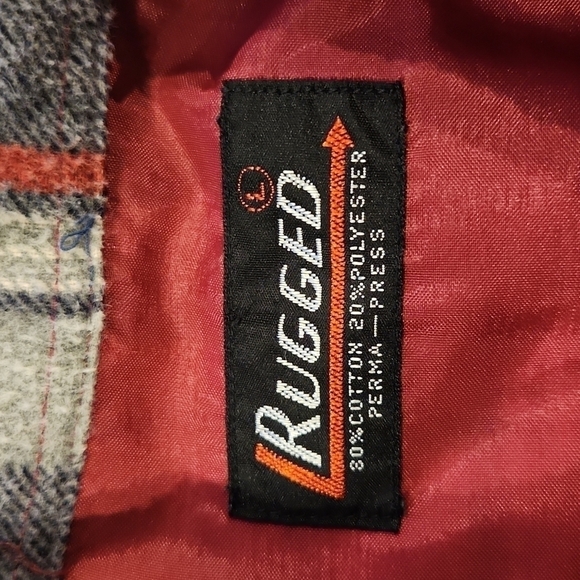 L
RUGGED
80%COTTON 20%POLYESTER
PERMA—PRESS